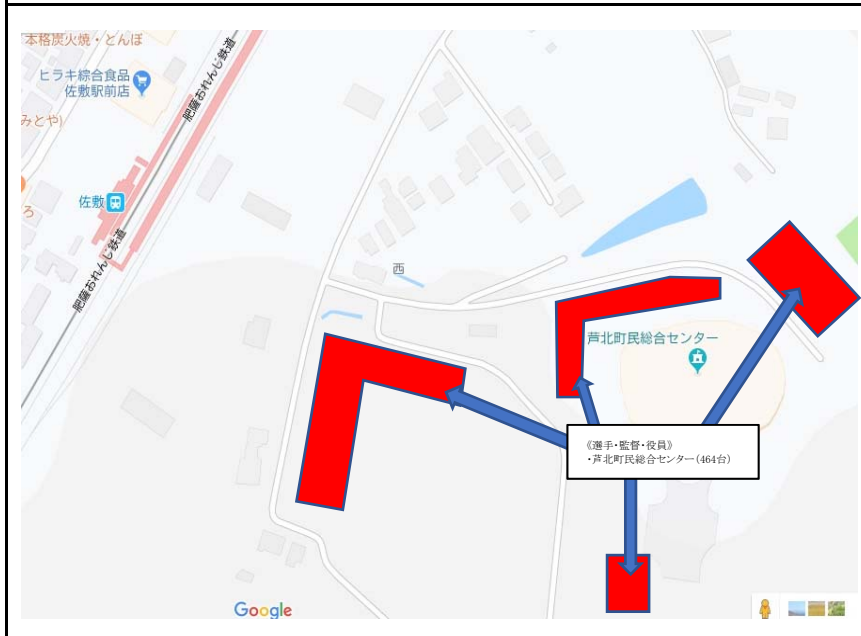 本格炭火焼・とんぼ
ヒラキ綜合食品
佐敷駅前店
みとや)
肥薩おれんじ鉄道
佐敷
ろ
肥薩おれんじ鉄道
西
芦北町民総合センター
《選手・監督・役員》
・芦北町民総合センター(464台)
Google